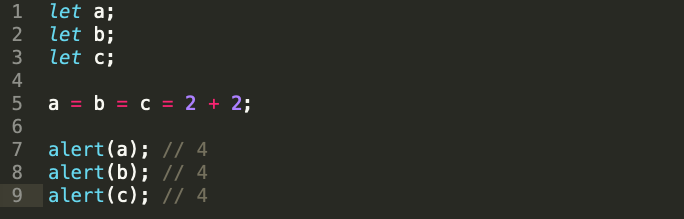 1 let a;
2 let b;
3 let c;
4
5 a = b = c = 2 + 2;
6
7 alert(a); // 4
8 alert(b); // 4
9 alert(c); // 4